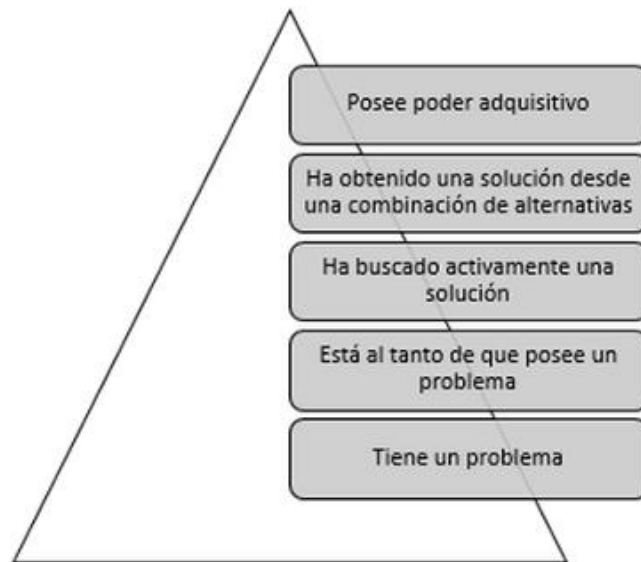 Posee poder adquisitivo
Ha obtenido una solución desde
una combinación de alternativas
Ha buscado activamente una
solución
Está al tanto de que posee un
problema
Tiene un problema